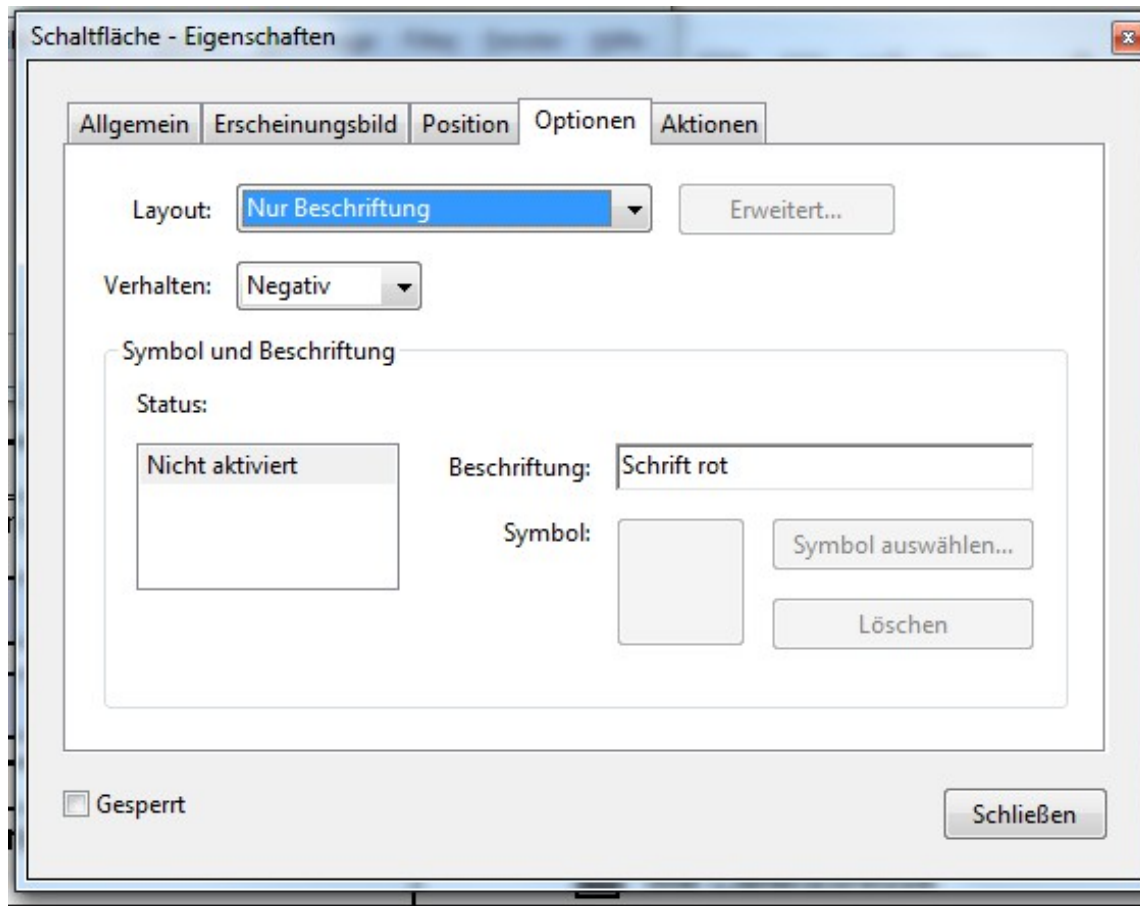 Schaltfläche - Eigenschaften
Allgemein Erscheinungsbild Position Optionen Aktionen
Layout: Nur Beschriftung Erweitert...
Verhalten: Negativ
Symbol und Beschriftung
Status:
Nicht aktiviert Beschriftung: Schrift rot
Symbol: Symbol auswählen...
Löschen
Gesperrt
Schließen